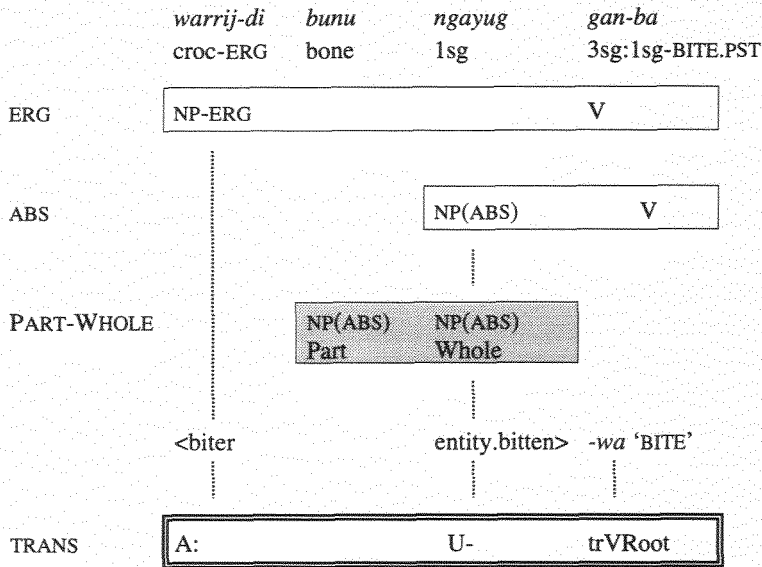 warrij-di bunu ngayug gan-ba
croc-ERG bone 1sg 3sg:1sg-BITE.PST
ERG NP-ERG V
ABS NP(ABS) V
PART-WHOLE NP(ABS) NP(ABS)
Part Whole
<biter entity.bitten> -wa ‘BITE’
TRANS A: U- trVRoot